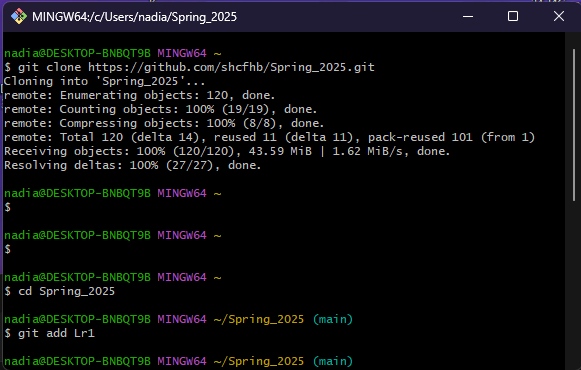 MINGW64:/c/Users/nadia/Spring_2025
nadia@DESKTOP-BNBQT9B MINGW64 ~
$ git clone https://github.com/shcfhb/Spring_2025.git
Cloning into 'Spring_2025'...
remote: Enumerating objects: 120, done.
remote: Counting objects: 100% (19/19), done.
remote: Compressing objects: 100% (8/8), done.
remote: Total 120 (delta 14), reused 11 (delta 11), pack-reused 101 (from 1)
Receiving objects: 100% (120/120), 43.59 MiB | 1.62 MiB/s, done.
Resolving deltas: 100% (27/27), done.
nadia@DESKTOP-BNBQT9B MINGW64 ~
$
nadia@DESKTOP-BNBQT9B MINGW64 ~
$
nadia@DESKTOP-BNBQT9B MINGW64 ~
$ cd Spring_2025
nadia@DESKTOP-BNBQT9B MINGW64 ~/Spring_2025 (main)
$ git add Lr1
nadia@DESKTOP-BNBQT9B MINGW64 ~/Spring_2025 (main)